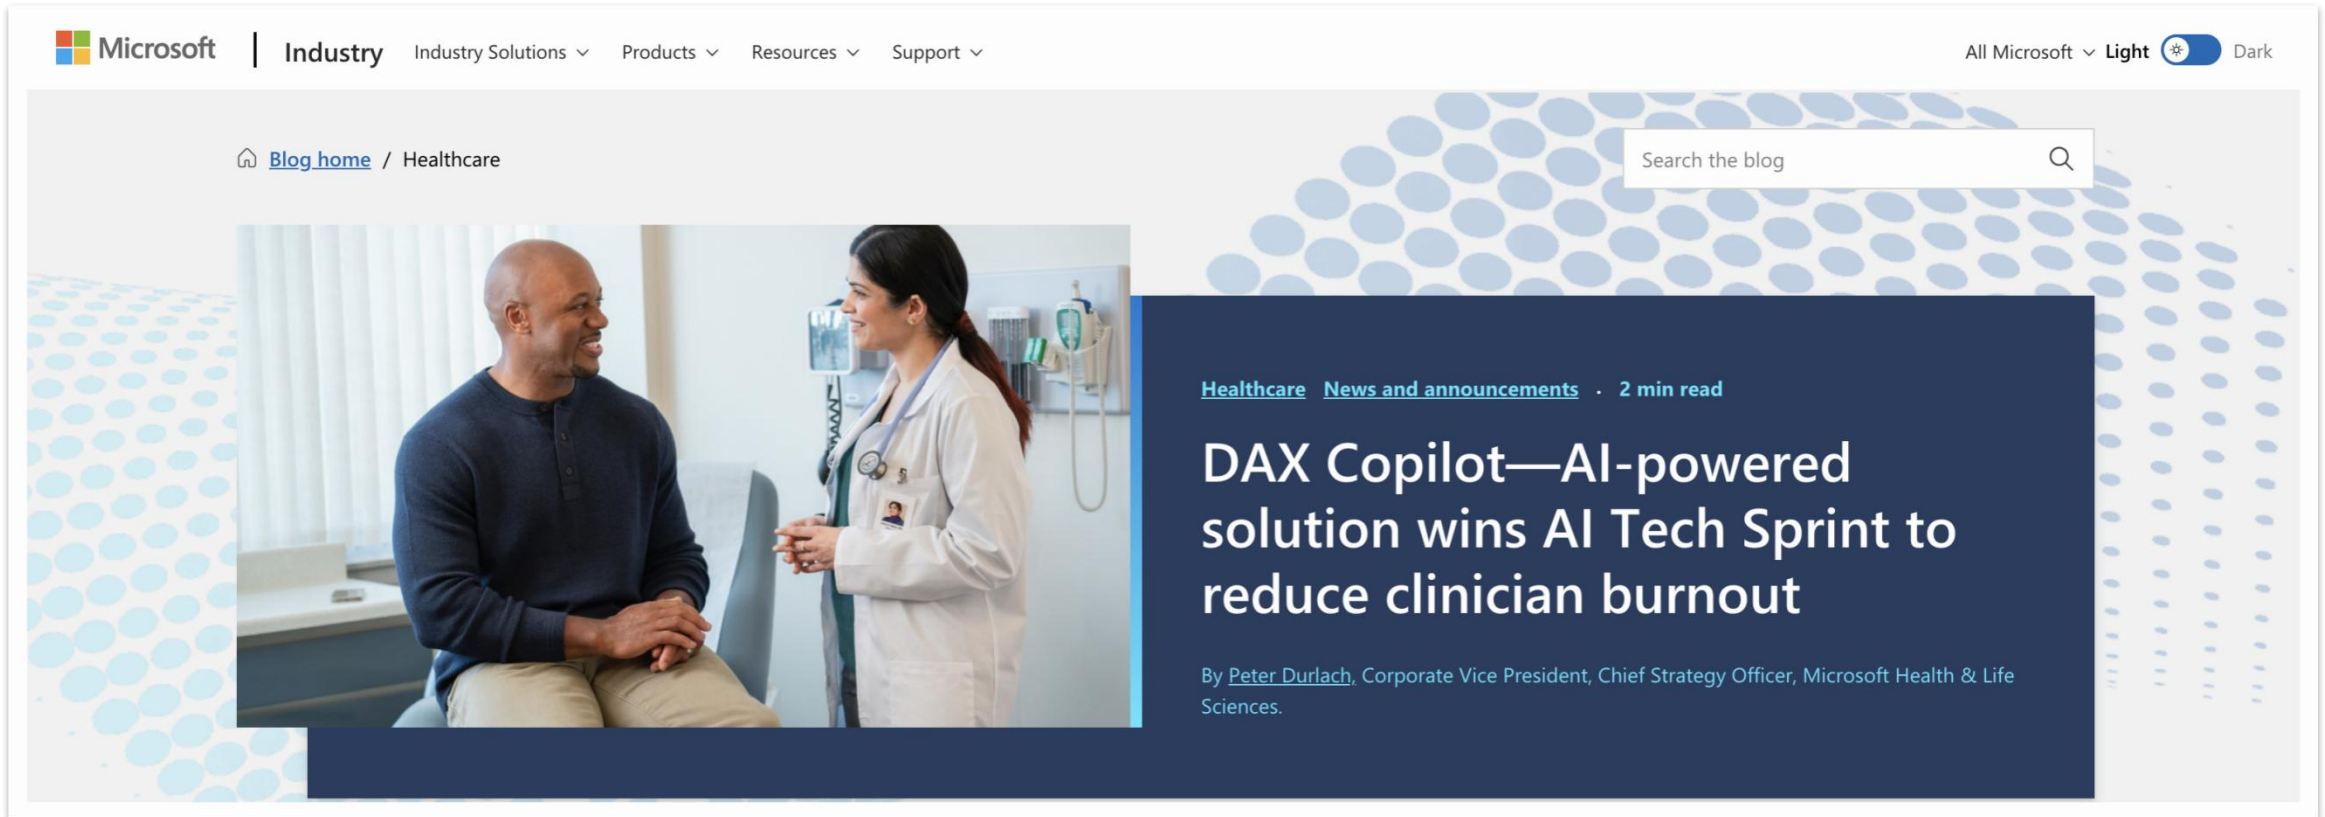 Microsoft
Industry
Industry Solutions
Products
Resources
Support
All Microsoft
Light
Dark
Blog home / Healthcare
Search the blog
Healthcare News and announcements · 2 min read
DAX Copilot—AI-powered
solution wins AI Tech Sprint to
reduce clinician burnout
By Peter Durlach, Corporate Vice President, Chief Strategy Officer, Microsoft Health & Life
Sciences.